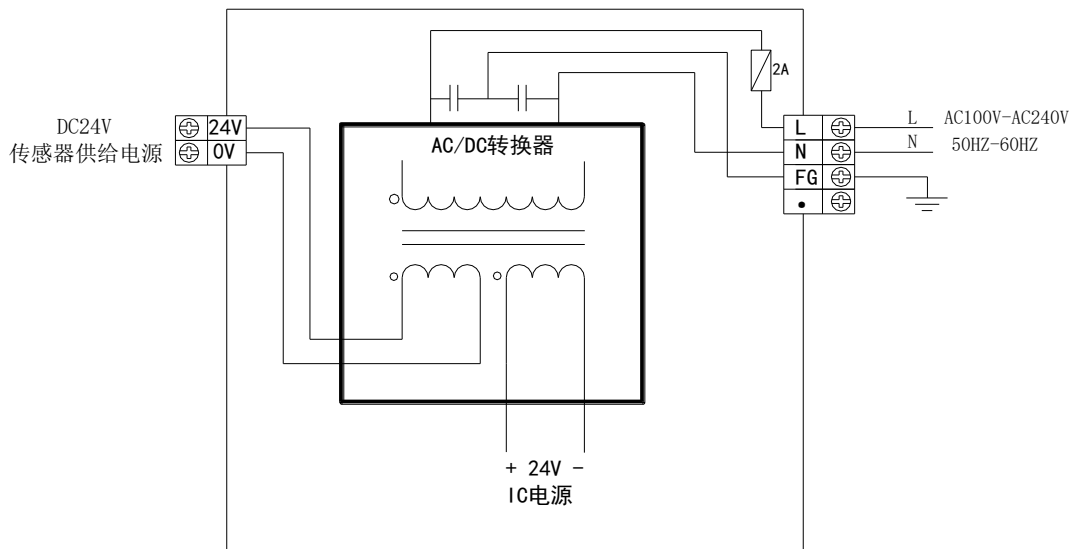 2A
DC24V
传感器供给电源
24V
0V
AC/DC转换器
L
N
FG
L
N
AC100V-AC240V
50HZ-60HZ
+ 24V -
IC电源